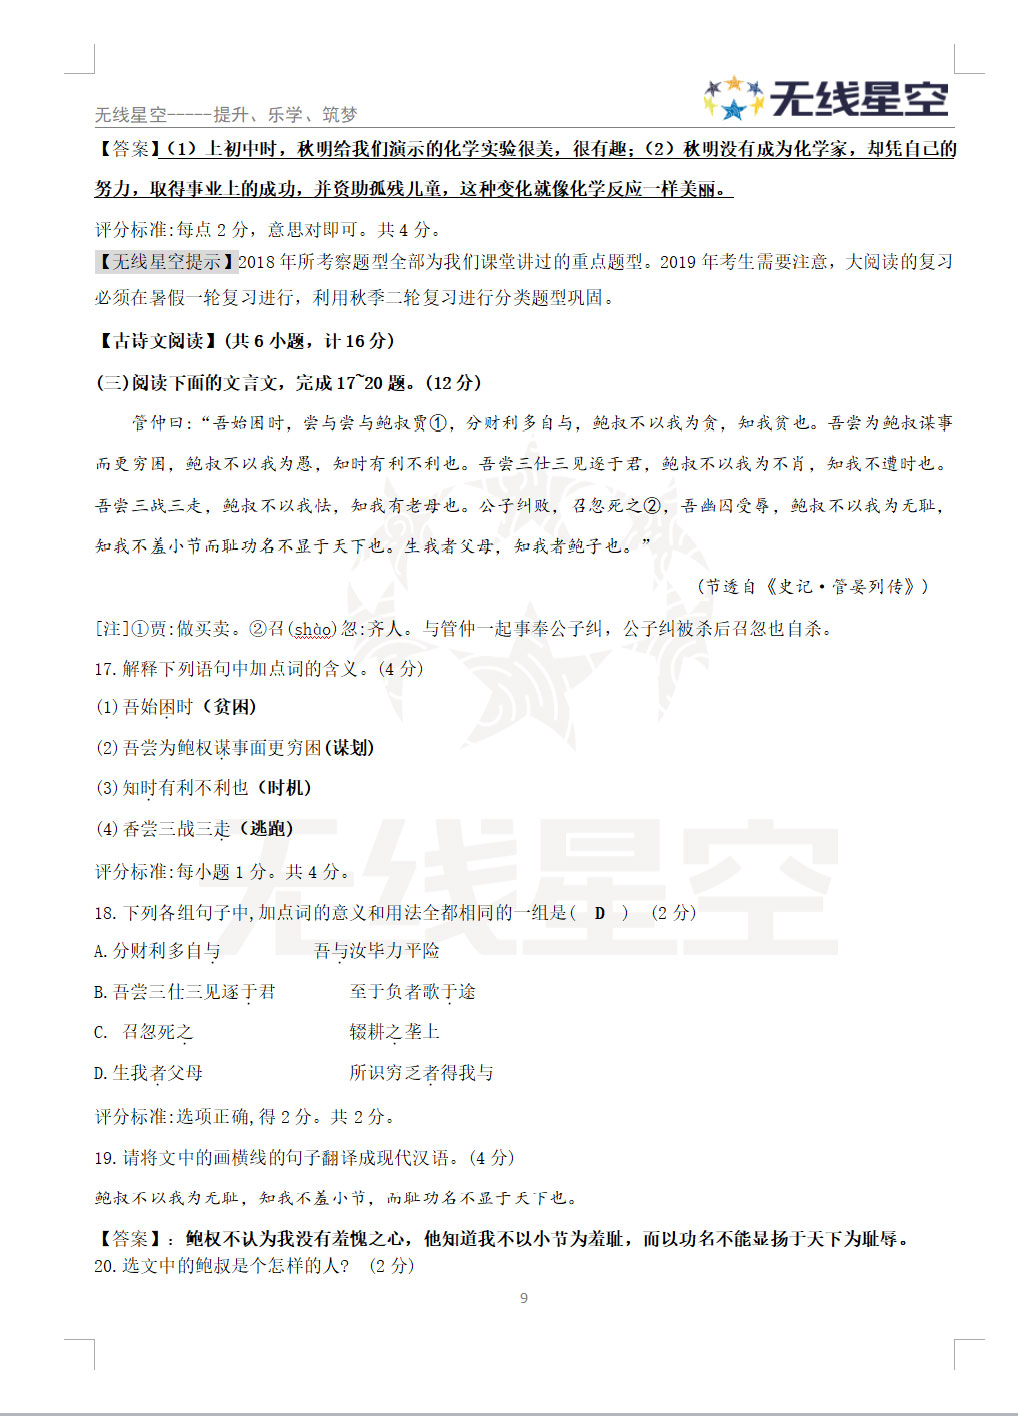 无线星空-----提升、乐学、筑梦
无线星空
【答案】(1）上初中时，秋明给我们演示的化学实验很美，很有趣；(2）秋明没有成为化学家，却凭自己的
努力，取得事业上的成功，并资助孤残儿童，这种变化就像化学反应一样美丽。
评分标准:每点 2 分，意思对即可。共 4 分。
【无线星空提示】2018 年所考察题型全部为我们课堂讲过的重点题型。2019 年考生需要注意，大阅读的复习
必须在暑假一轮复习进行，利用秋季二轮复习进行分类题型巩固。
【古诗文阅读】(共 6 小题，计 16 分)
(三)阅读下面的文言文，完成 17~20 题。(12 分)
管仲曰:“吾始困时，尝与尝与鲍叔贾①，分财利多自与，鲍叔不以我为贪，知我贫也。吾尝为鲍叔谋事
而更穷困，鲍叔不以我为愚，知时有利不利也。吾尝三仕三见逐于君，鲍叔不以我为不肖，知我不遭时也。
吾尝三战三走，鲍叔不以我怯，知我有老母也。公子纠败，召忽死之②，吾幽囚受辱，鲍叔不以我为无耻，
知我不羞小节而耻功名不显于天下也。生我者父母，知我者鲍子也。”
(节透自《史记·管晏列传》)
[注]①贾:做买卖。②召(shào)忽:齐人。与管仲一起事奉公子纠，公子纠被杀后召忽也自杀。
17.解释下列语句中加点词的含义。(4 分)
(1)吾始困时（贫困)
(2)吾尝为鲍权谋事面更穷困(谋划)
(3)知时有利不利也（时机)
(4)香尝三战三走（逃跑)
评分标准:每小题 1 分。共 4 分。
18.下列各组句子中,加点词的意义和用法全都相同的一组是( D ) (2 分)
A.分财利多自与 吾与汝毕力平险
B.吾尝三仕三见逐于君 至于负者歌于途
C. 召忽死之 辍耕之垄上
D.生我者父母 所识穷乏者得我与
评分标准:选项正确,得 2 分。共 2 分。
19.请将文中的画横线的句子翻译成现代汉语。(4 分)
鲍叔不以我为无耻，知我不羞小节，而耻功名不显于天下也。
【答案】：鲍权不认为我没有羞愧之心，他知道我不以小节为羞耻，而以功名不能显扬于天下为耻辱。
20.选文中的鲍叔是个怎样的人? (2 分)
9
无线星空